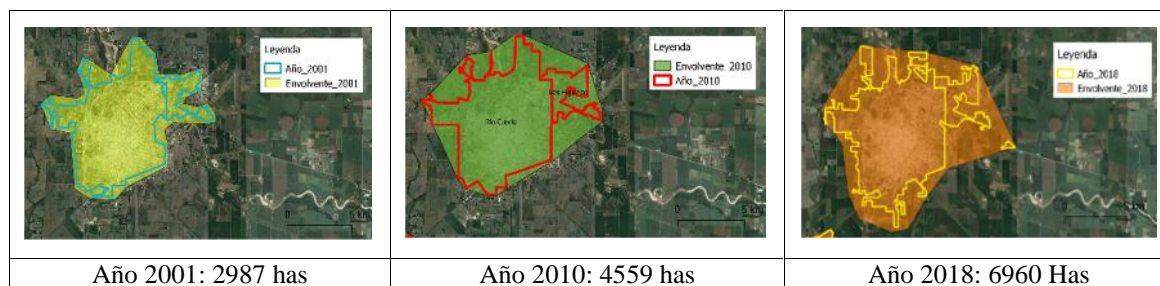 Leyenda
Año_2001
Envolvente_2001
0 5 km
Año 2001: 2987 has
Leyenda
Envolvente_2010
Año_2010
Río Cuarto
0 5 km
Año 2010: 4559 has
Leyenda
Año_2018
Envolvente_2018
0 5 km
Año 2018: 6960 Has